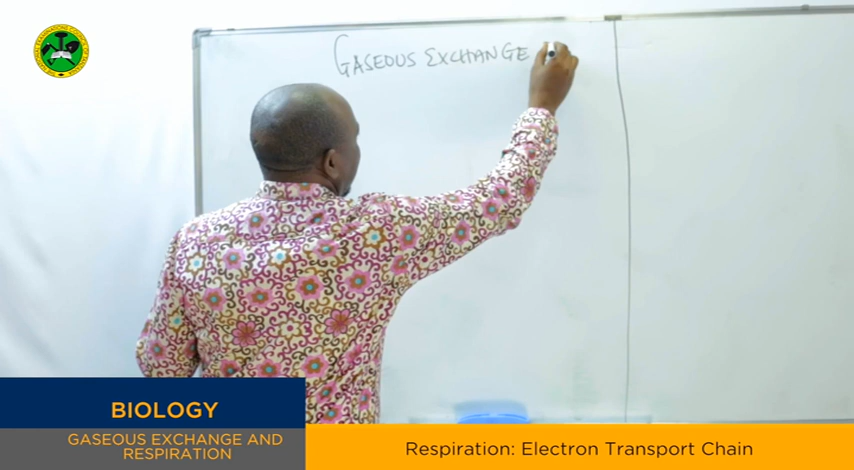 GASEOUS EXCHANGE
BIOLOGY
GASEOUS EXCHANGE AND
RESPIRATION
Respiration: Electron Transport Chain